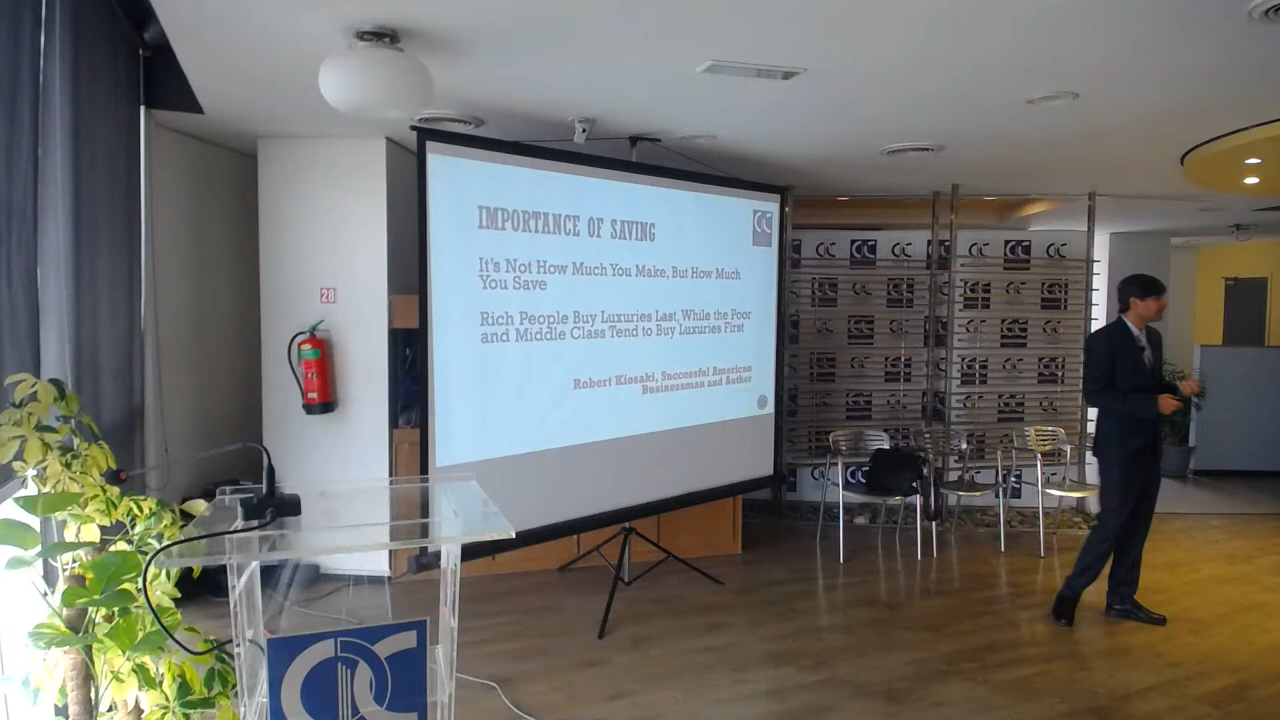 28
IMPORTANCE OF SAVING
It's Not How Much You Make, But How Much
You Save
Rich People Buy Luxuries Last, While the Poor
and Middle Class Tend to Buy Luxuries First
Robert Kiosaki, Successful American
Businessman and Author